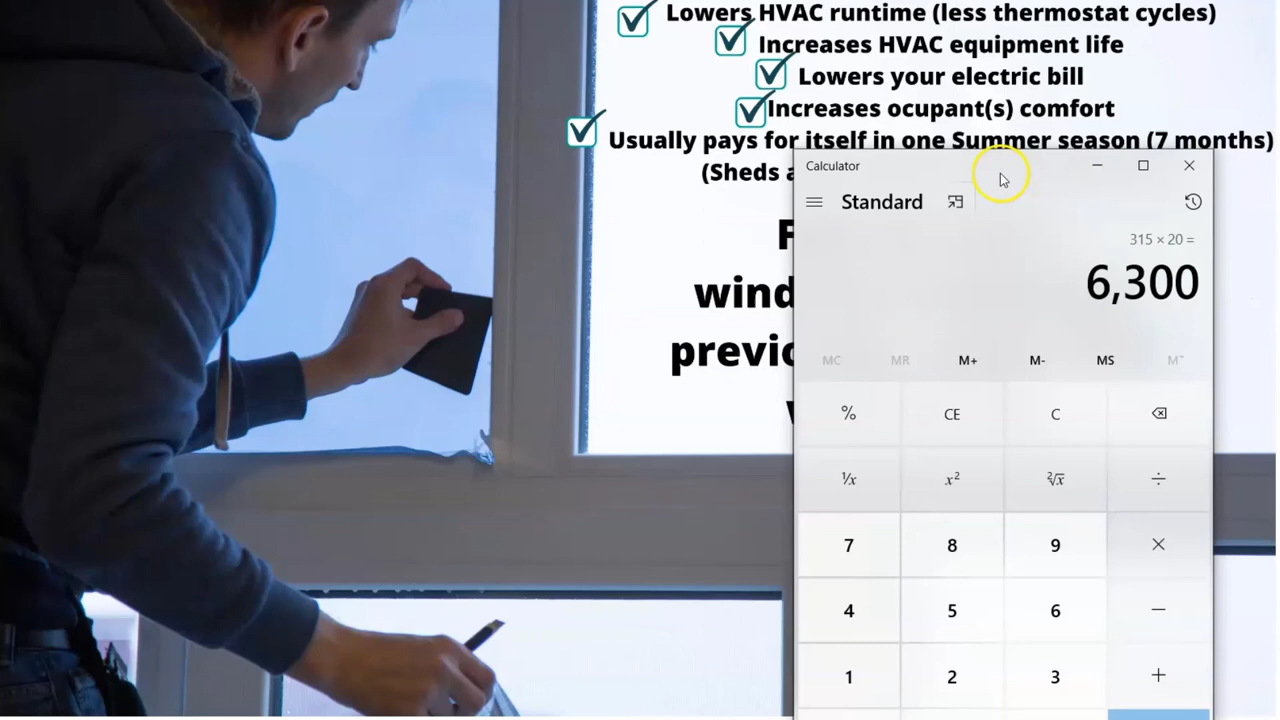 Lowers HVAC runtime (less thermostat cycles)
Increases HVAC equipment life
Lowers your electric bill
Increases ocupant(s) comfort
Usually pays for itself in one Summer season (7 months)
(Sheds
Calculator
Standard
315 × 20 =
6,300
MC MR M+ M- MS M˅
% CE C
¹/x x² ²√x ÷
7 8 9 ×
4 5 6 −
1 2 3 +